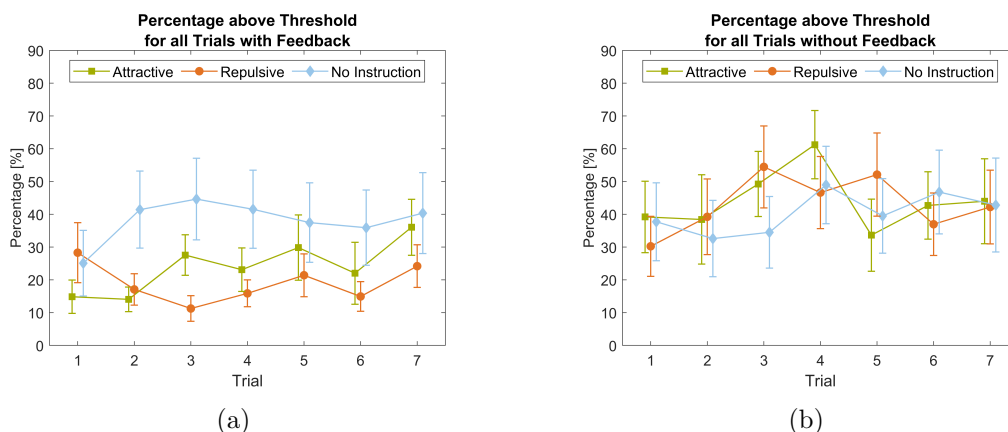 Percentage above Threshold
for all Trials with Feedback
90
80
70
60
50
40
30
20
10
0
Percentage [%]
Attractive Repulsive No Instruction
1 2 3 4 5 6 7
Trial
(a)
Percentage above Threshold
for all Trials without Feedback
90
80
70
60
50
40
30
20
10
0
Percentage [%]
Attractive Repulsive No Instruction
1 2 3 4 5 6 7
Trial
(b)